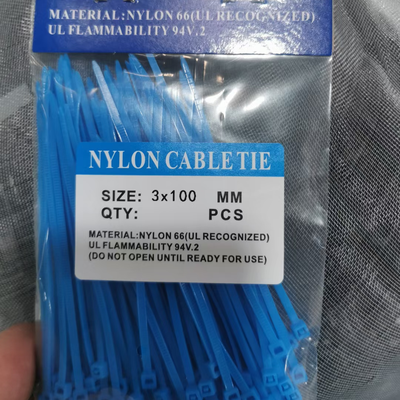 MATERIAL:NYLON 66(UL RECOGNIZED)
UL FLAMMABILITY 94V.2
NYLON CABLE TIE
SIZE: 3x100 MM
QTY: PCS
MATERIAL:NYLON 66(UL RECOGNIZED)
UL FLAMMABILITY 94V.2
(DO NOT OPEN UNTIL READY FOR USE)